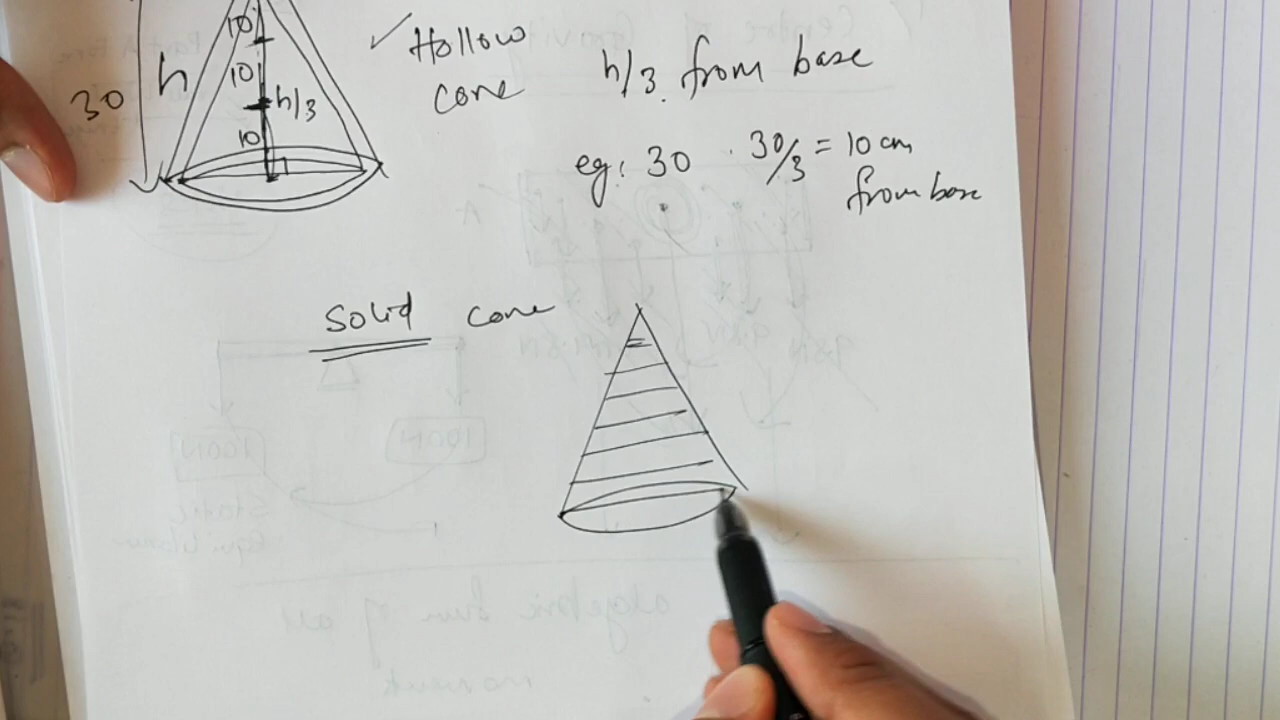 10
✓ Hollow
cone
h/3 from base
h
10
h/3
30
10
eg: 30 . 30/3 = 10 cm
from base
Solid cone